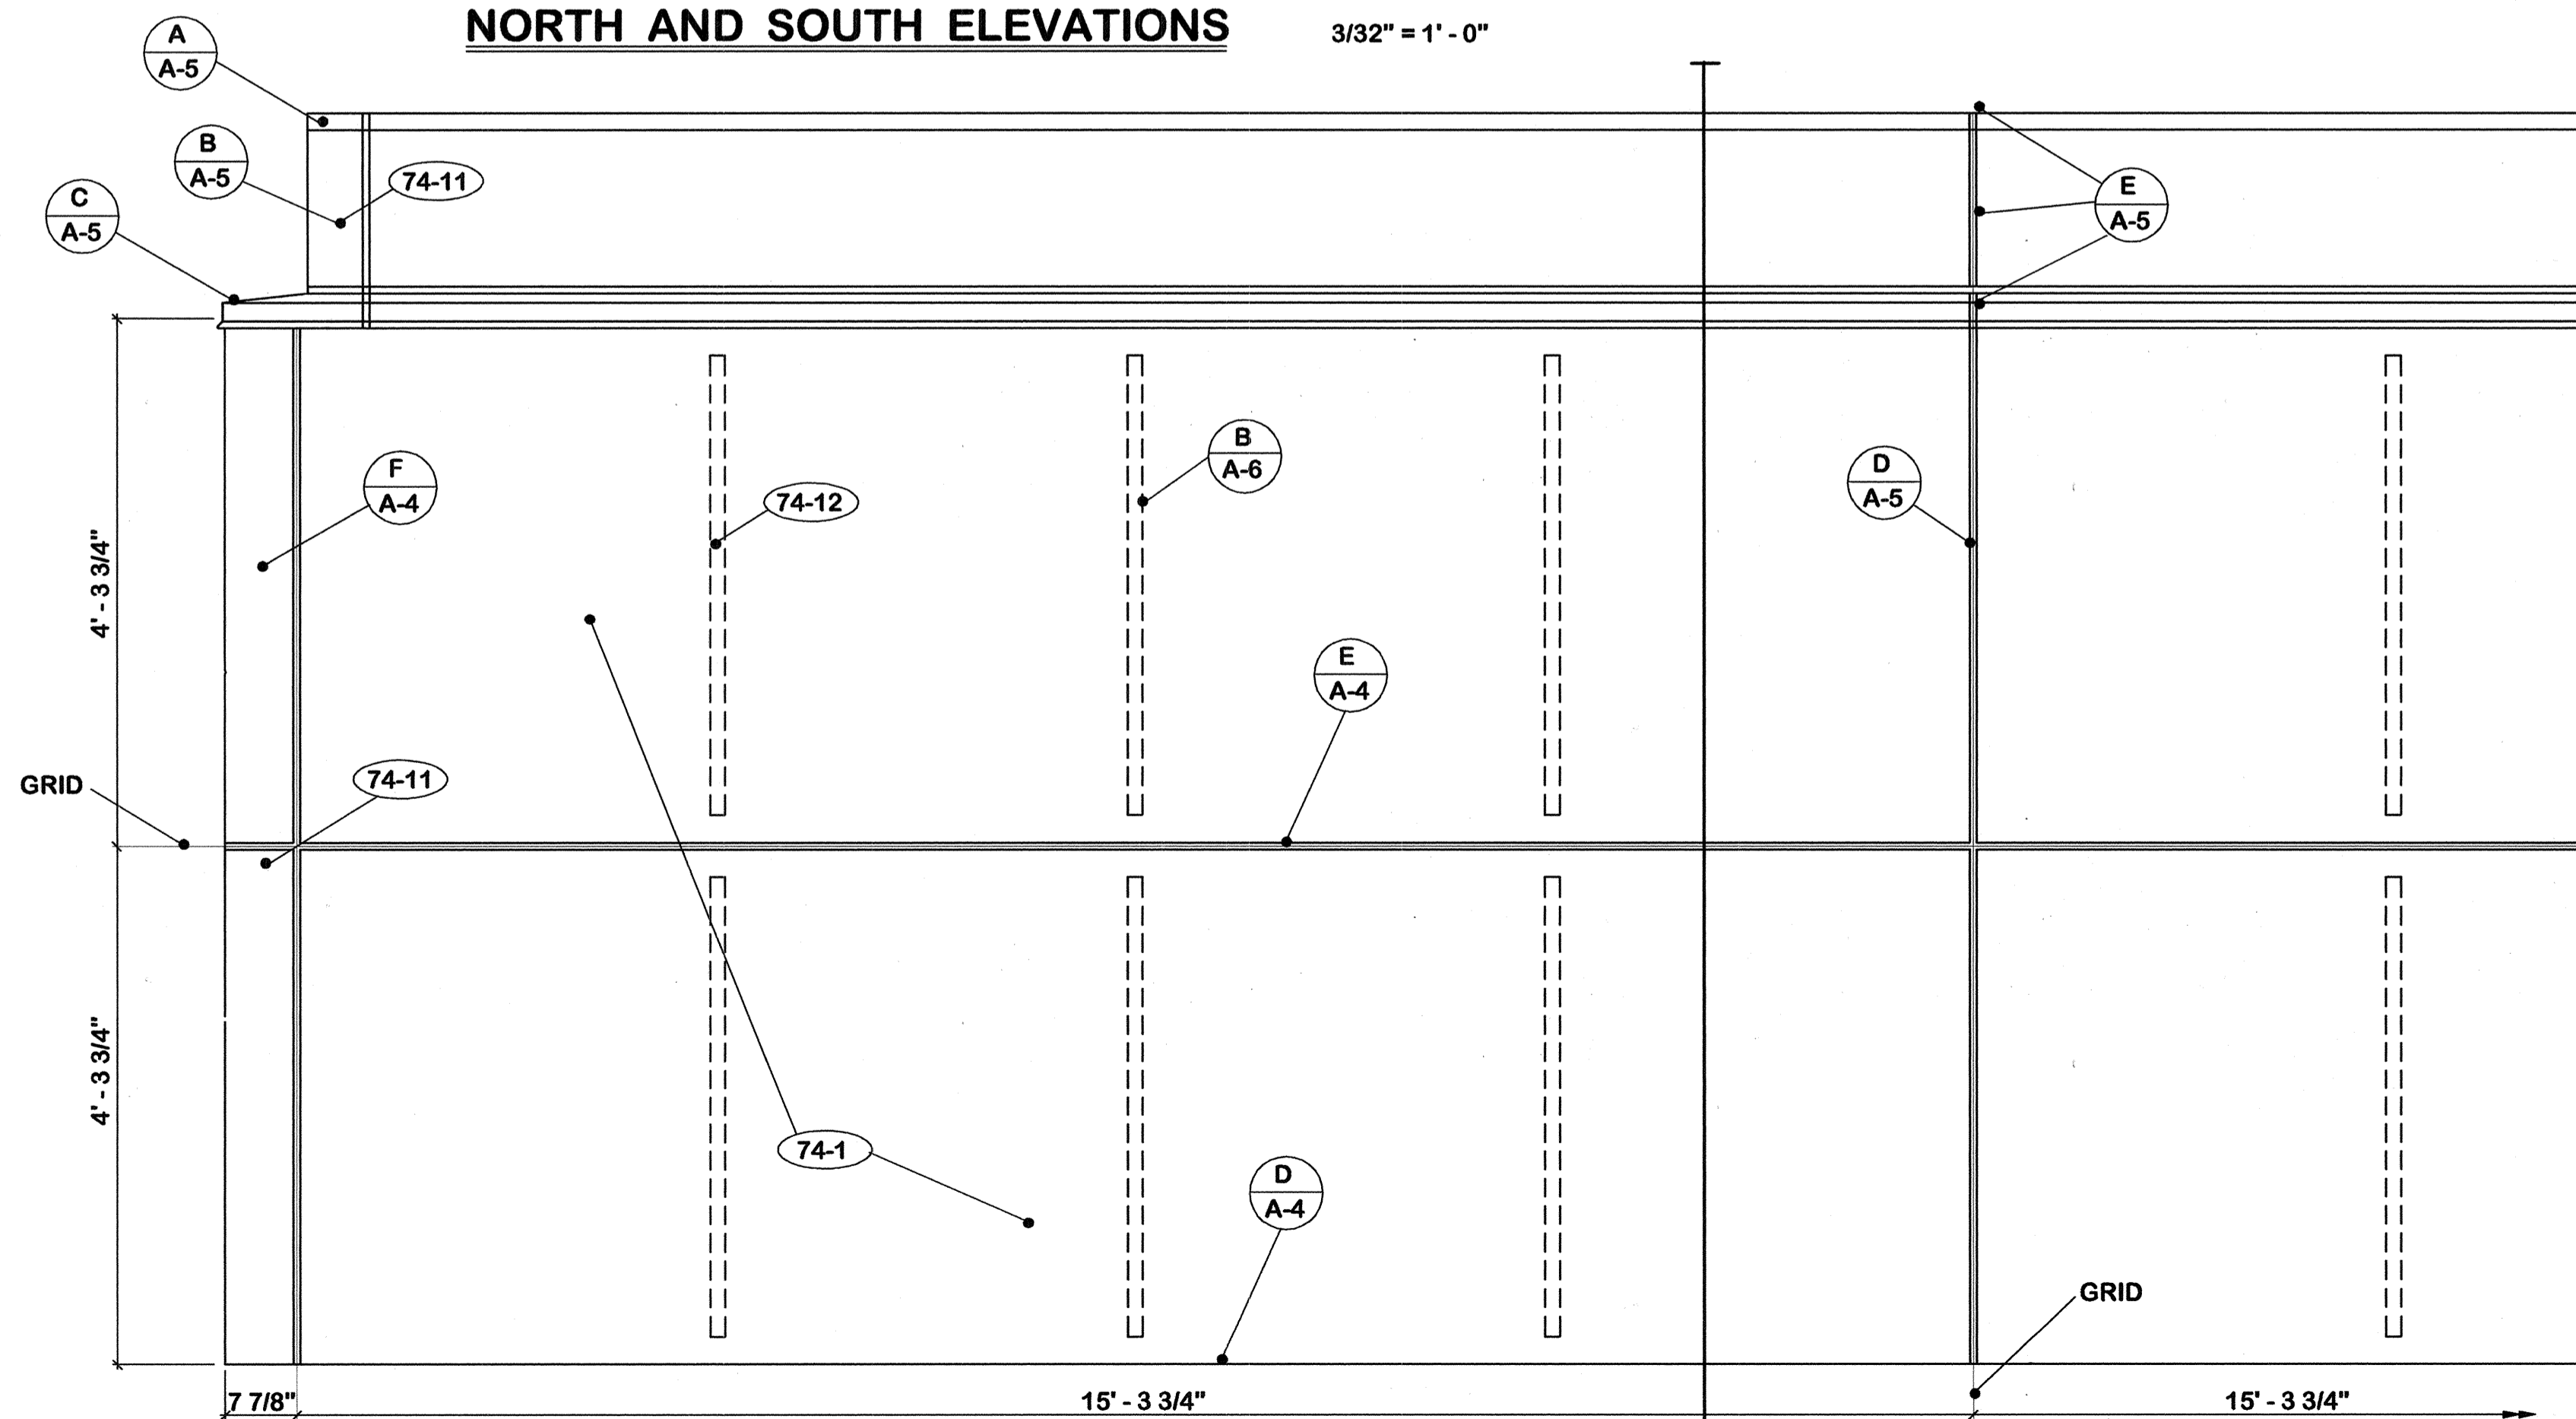 NORTH AND SOUTH ELEVATIONS
3/32" = 1' - 0"
A
A-5
B
A-5
74-11
C
A-5
E
A-5
F
A-4
74-12
B
A-6
D
A-5
4' - 3 3/4"
E
A-4
GRID
74-11
4' - 3 3/4"
74-1
D
A-4
GRID
7 7/8"
15' - 3 3/4"
15' - 3 3/4"